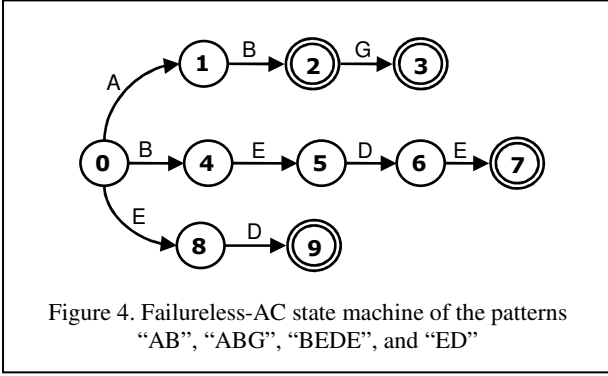 A
1
B
2
G
3
0
B
4
E
5
D
6
E
7
E
8
D
9
Figure 4. Failureless-AC state machine of the patterns
“AB”, “ABG”, “BEDE”, and “ED”